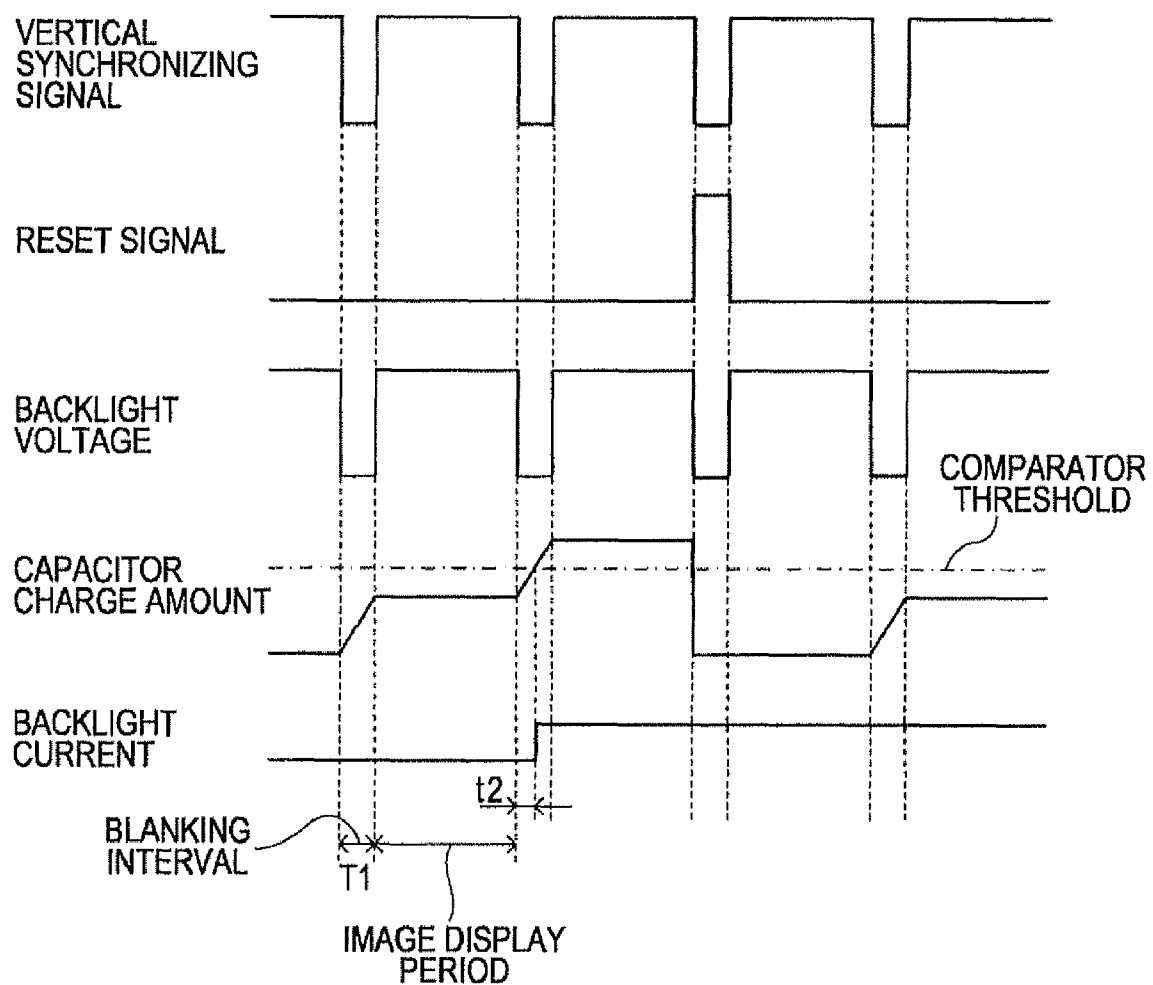 VERTICAL
SYNCHRONIZING
SIGNAL
RESET SIGNAL
BACKLIGHT
VOLTAGE
COMPARATOR
THRESHOLD
CAPACITOR
CHARGE AMOUNT
BACKLIGHT
CURRENT
t2
BLANKING
INTERVAL
T1
IMAGE DISPLAY
PERIOD